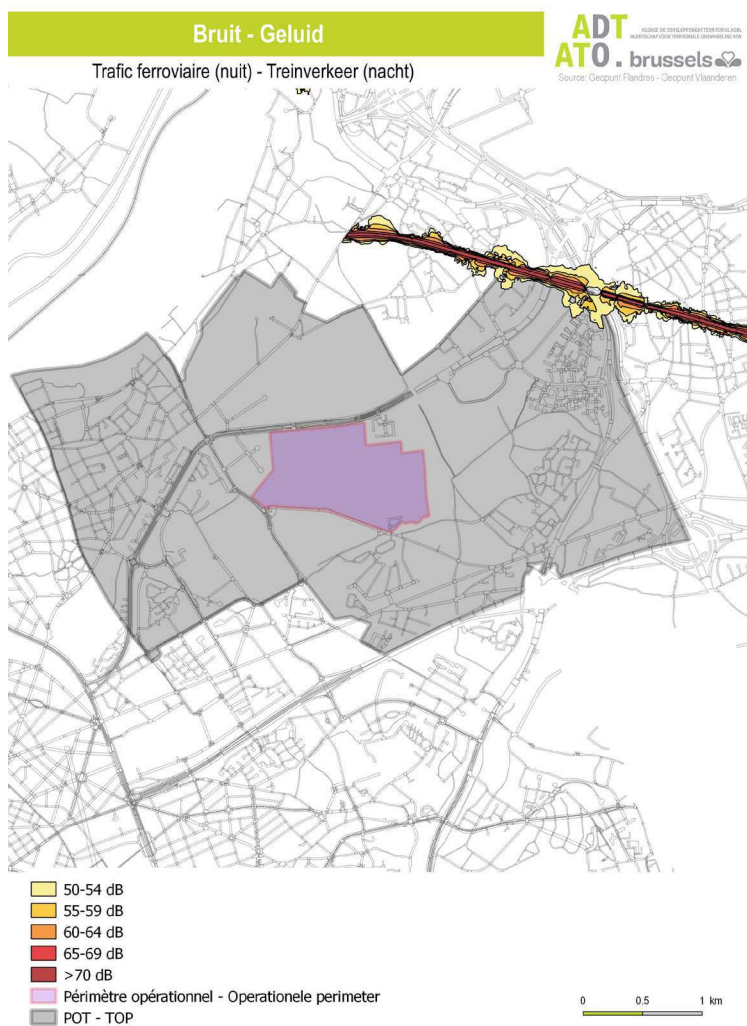 Bruit - Geluid
Trafic ferroviaire (nuit) - Treinverkeer (nacht)
ADT
ATO. brussels
Source: Geopunt Flandres - Geopunt Vlaanderen
50-54 dB
55-59 dB
60-64 dB
65-69 dB
>70 dB
Périmètre opérationnel - Operationele perimeter
POT - TOP
0 0.5 1 km